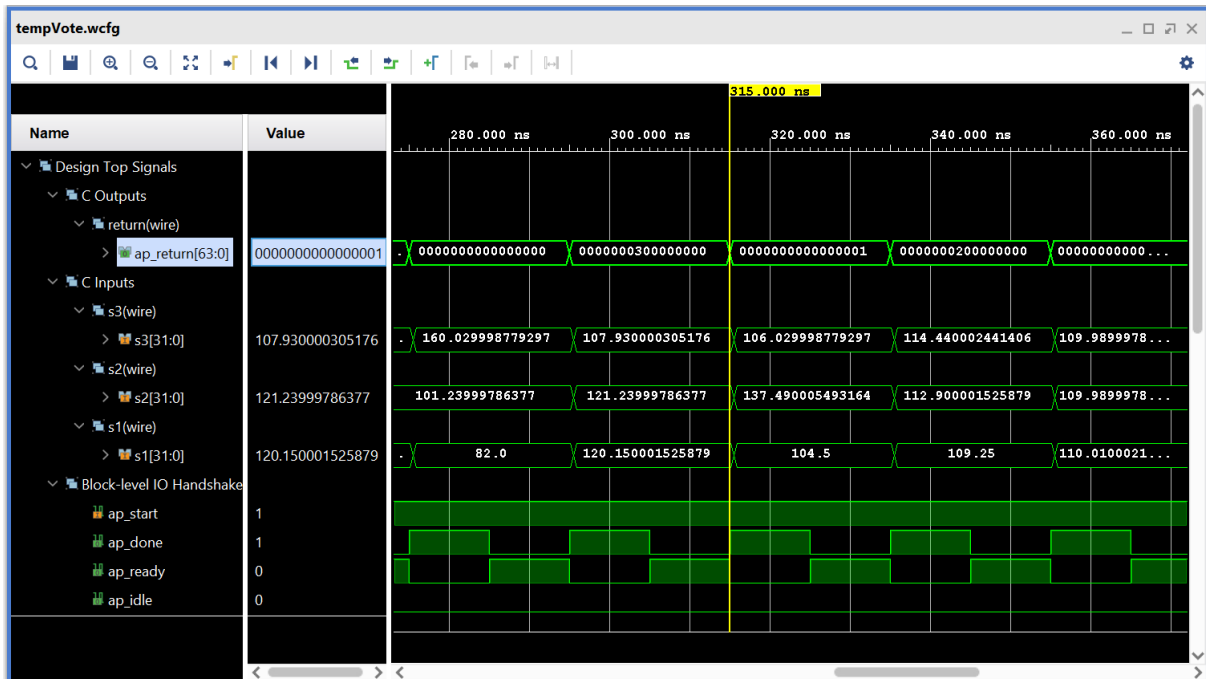 tempVote.wcfg
315.000 ns
Name Value 280.000 ns 300.000 ns 320.000 ns 340.000 ns 360.000 ns
Design Top Signals
C Outputs
return(wire)
ap_return[63:0] 0000000000000001 . 0000000000000000 0000000300000000 0000000000000001 0000000200000000 00000000000...
C Inputs
s3(wire)
s3[31:0] 107.930000305176 . 160.029998779297 107.930000305176 106.029998779297 114.440002441406 109.9899978...
s2(wire)
s2[31:0] 121.23999786377 101.23999786377 121.23999786377 137.490005493164 112.900001525879 109.9899978...
s1(wire)
s1[31:0] 120.150001525879 . 82.0 120.150001525879 104.5 109.25 110.0100021...
Block-level IO Handshake
ap_start 1
ap_done 1
ap_ready 0
ap_idle 0